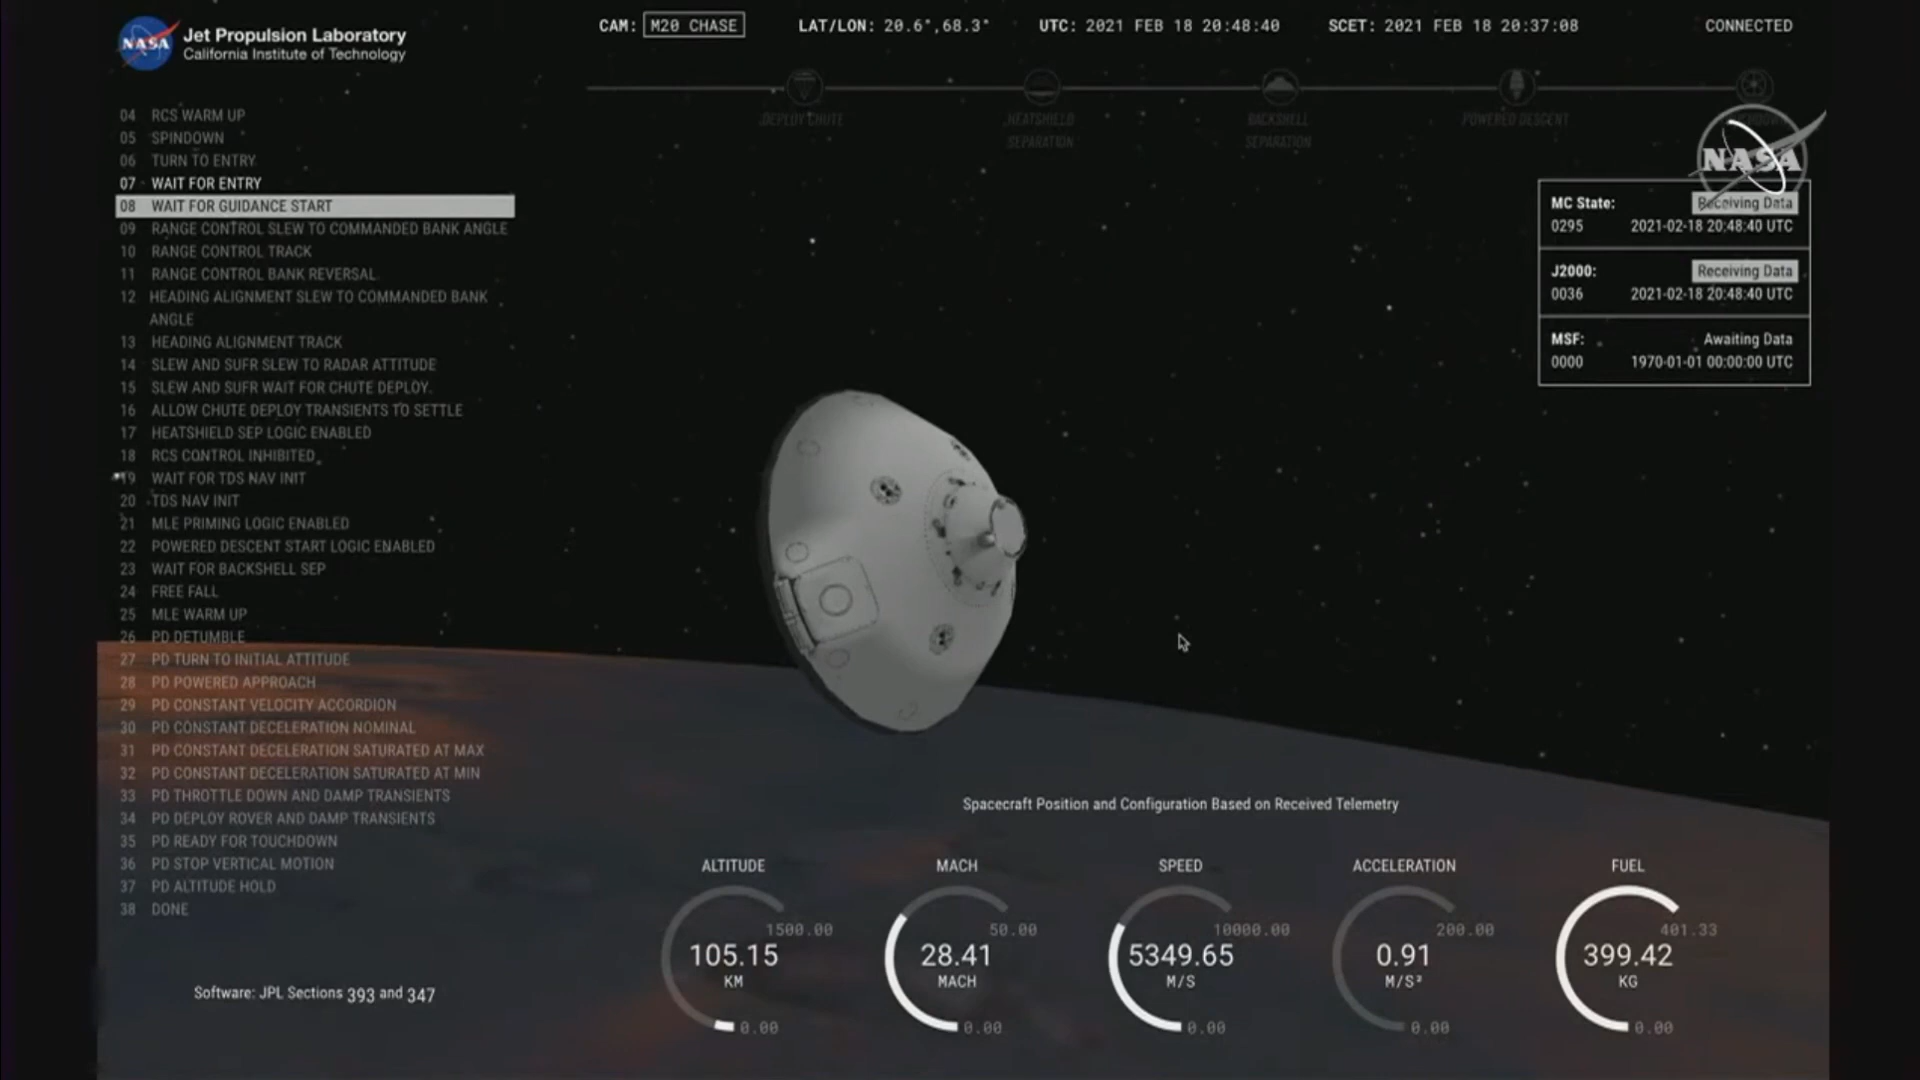 NASA
Jet Propulsion Laboratory
California Institute of Technology
CAM: M20 CHASE
LAT/LON: 20.6°,68.3°
UTC: 2021 FEB 18 20:48:40
SCET: 2021 FEB 18 20:37:08
CONNECTED
DEPLOY CHUTE
HEATSHIELD
SEPARATION
BACKSHELL
SEPARATION
POWERED DESCENT
NASA
04 RCS WARM UP
05 SPINDOWN
06 TURN TO ENTRY
07 WAIT FOR ENTRY
08 WAIT FOR GUIDANCE START
09 RANGE CONTROL SLEW TO COMMANDED BANK ANGLE
10 RANGE CONTROL TRACK
11 RANGE CONTROL BANK REVERSAL
12 HEADING ALIGNMENT SLEW TO COMMANDED BANK
ANGLE
13 HEADING ALIGNMENT TRACK
14 SLEW AND SUFR SLEW TO RADAR ATTITUDE
15 SLEW AND SUFR WAIT FOR CHUTE DEPLOY
16 ALLOW CHUTE DEPLOY TRANSIENTS TO SETTLE
17 HEATSHIELD SEP LOGIC ENABLED
18 RCS CONTROL INHIBITED
19 WAIT FOR TDS NAV INIT
20 TDS NAV INIT
21 MLE PRIMING LOGIC ENABLED
22 POWERED DESCENT START LOGIC ENABLED
23 WAIT FOR BACKSHELL SEP
24 FREE FALL
25 MLE WARM UP
26 PD DETUMBLE
27 PD TURN TO INITIAL ATTITUDE
28 PD POWERED APPROACH
29 PD CONSTANT VELOCITY ACCORDION
30 PD CONSTANT DECELERATION NOMINAL
31 PD CONSTANT DECELERATION SATURATED AT MAX
32 PD CONSTANT DECELERATION SATURATED AT MIN
33 PD THROTTLE DOWN AND DAMP TRANSIENTS
34 PD DEPLOY ROVER AND DAMP TRANSIENTS
35 PD READY FOR TOUCHDOWN
36 PD STOP VERTICAL MOTION
37 PD ALTITUDE HOLD
38 DONE
Software: JPL Sections 393 and 347
MC State: Receiving Data
0295 2021-02-18 20:48:40 UTC
J2000: Receiving Data
0036 2021-02-18 20:48:40 UTC
MSF: Awaiting Data
0000 1970-01-01 00:00:00 UTC
Spacecraft Position and Configuration Based on Received Telemetry
ALTITUDE
1500.00
105.15
KM
0.00
MACH
50.00
28.41
MACH
0.00
SPEED
10000.00
5349.65
M/S
0.00
ACCELERATION
200.00
0.91
M/S²
0.00
FUEL
401.33
399.42
KG
0.00